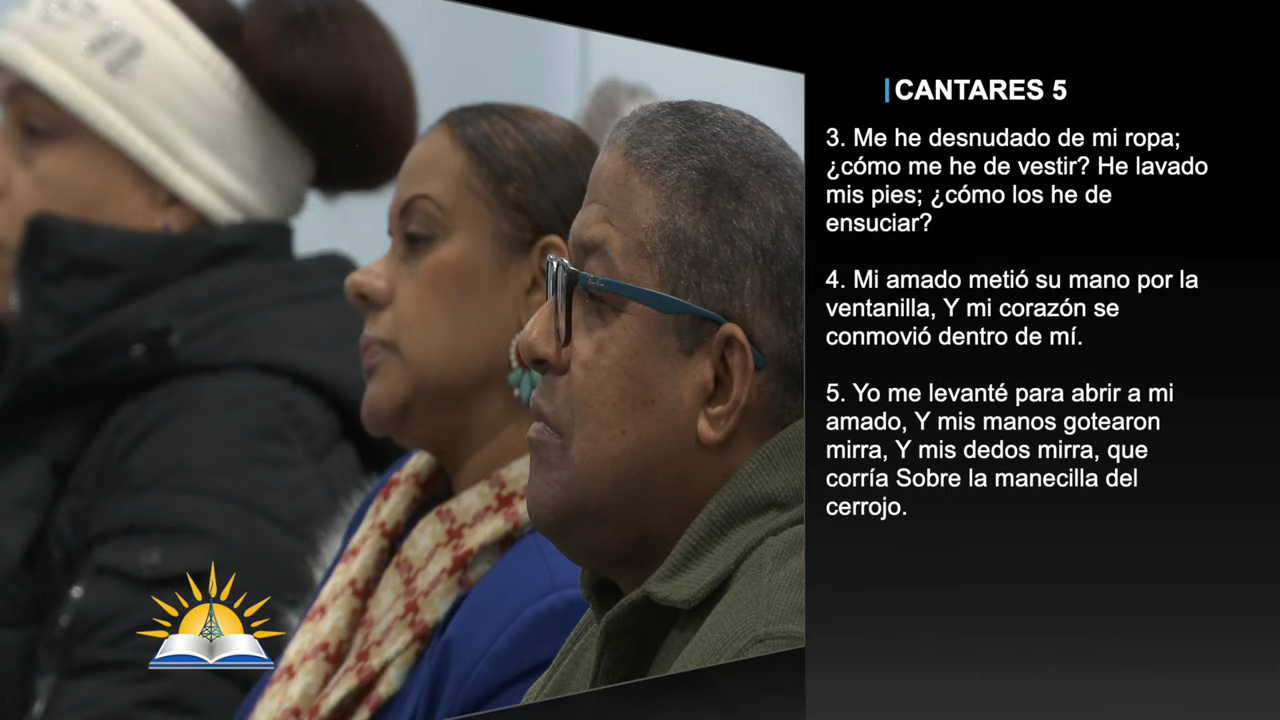 CANTARES 5
3. Me he desnudado de mi ropa;
¿cómo me he de vestir? He lavado
mis pies; ¿cómo los he de
ensuciar?
4. Mi amado metió su mano por la
ventanilla, Y mi corazón se
conmovió dentro de mí.
5. Yo me levanté para abrir a mi
amado, Y mis manos gotearon
mirra, Y mis dedos mirra, que
corría Sobre la manecilla del
cerrojo.